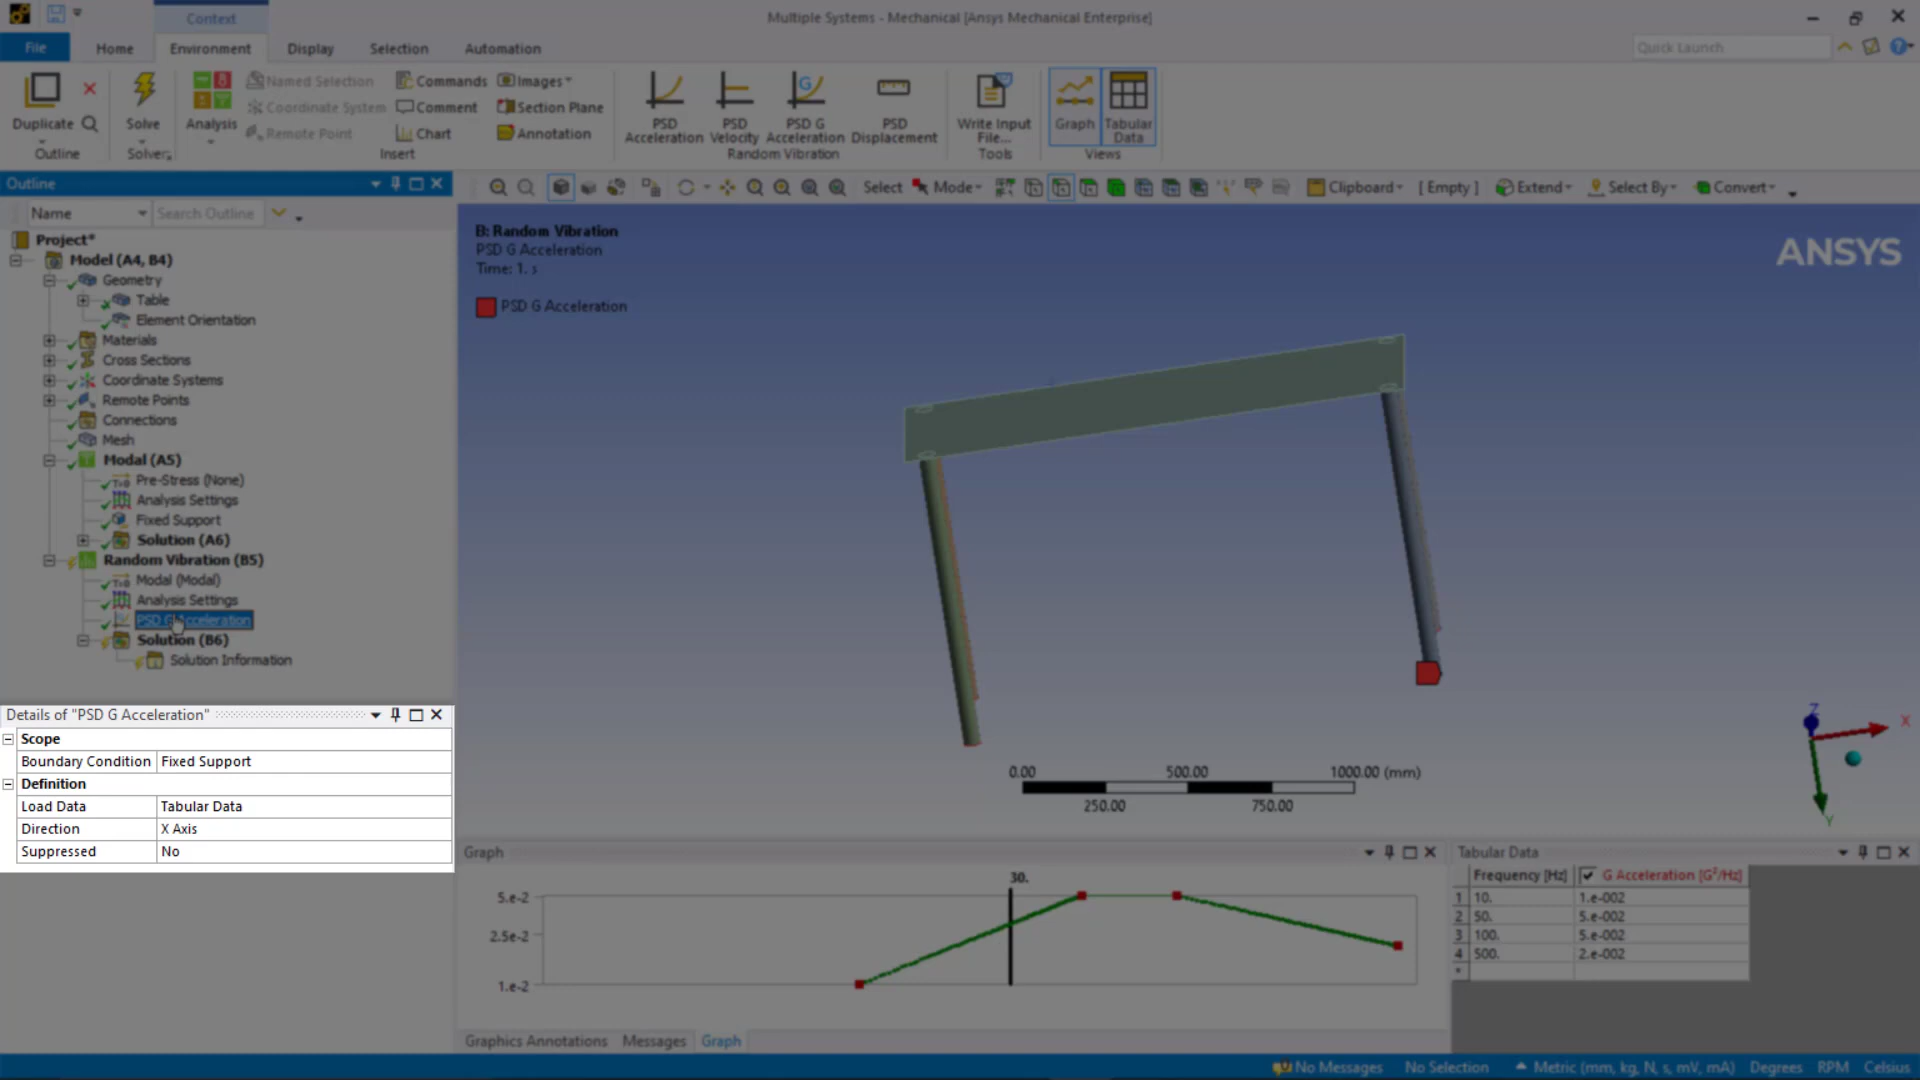 Context
Multiple Systems - Mechanical [Ansys Mechanical Enterprise]
File Home Environment Display Selection Automation
Quick Launch
Duplicate
Outline
Solve
Solver
Analysis
Named Selection
Coordinate System
Remote Point
Commands
Comment
Chart
Images
Section Plane
Annotation
Insert
PSD Acceleration
PSD Velocity
PSD G Acceleration
PSD Displacement
Random Vibration
Write Input File...
Tools
Graph
Tabular Data
Views
Outline
Name Search Outline
Select Mode Clipboard [ Empty ] Extend Select By Convert
Project*
Model (A4, B4)
Geometry
Table
Element Orientation
Materials
Cross Sections
Coordinate Systems
Remote Points
Connections
Mesh
Modal (A5)
Pre-Stress (None)
Analysis Settings
Fixed Support
Solution (A6)
Random Vibration (B5)
Modal (Modal)
Analysis Settings
PSD G Acceleration
Solution (B6)
Solution Information
B: Random Vibration
PSD G Acceleration
Time: 1. s
PSD G Acceleration
ANSYS
Z
X
Y
0.00 500.00 1000.00 (mm)
250.00 750.00
Details of "PSD G Acceleration"
Scope
Boundary Condition Fixed Support
Definition
Load Data Tabular Data
Direction X Axis
Suppressed No
Graph
30.
5.e-2
2.5e-2
1.e-2
Graphics Annotations Messages Graph
Tabular Data
Frequency [Hz] G Acceleration [G²/Hz]
1 10. 1.e-002
2 50. 5.e-002
3 100. 5.e-002
4 500. 2.e-002
*
No Messages No Selection Metric (mm, kg, N, s, mV, mA) Degrees RPM Celsius